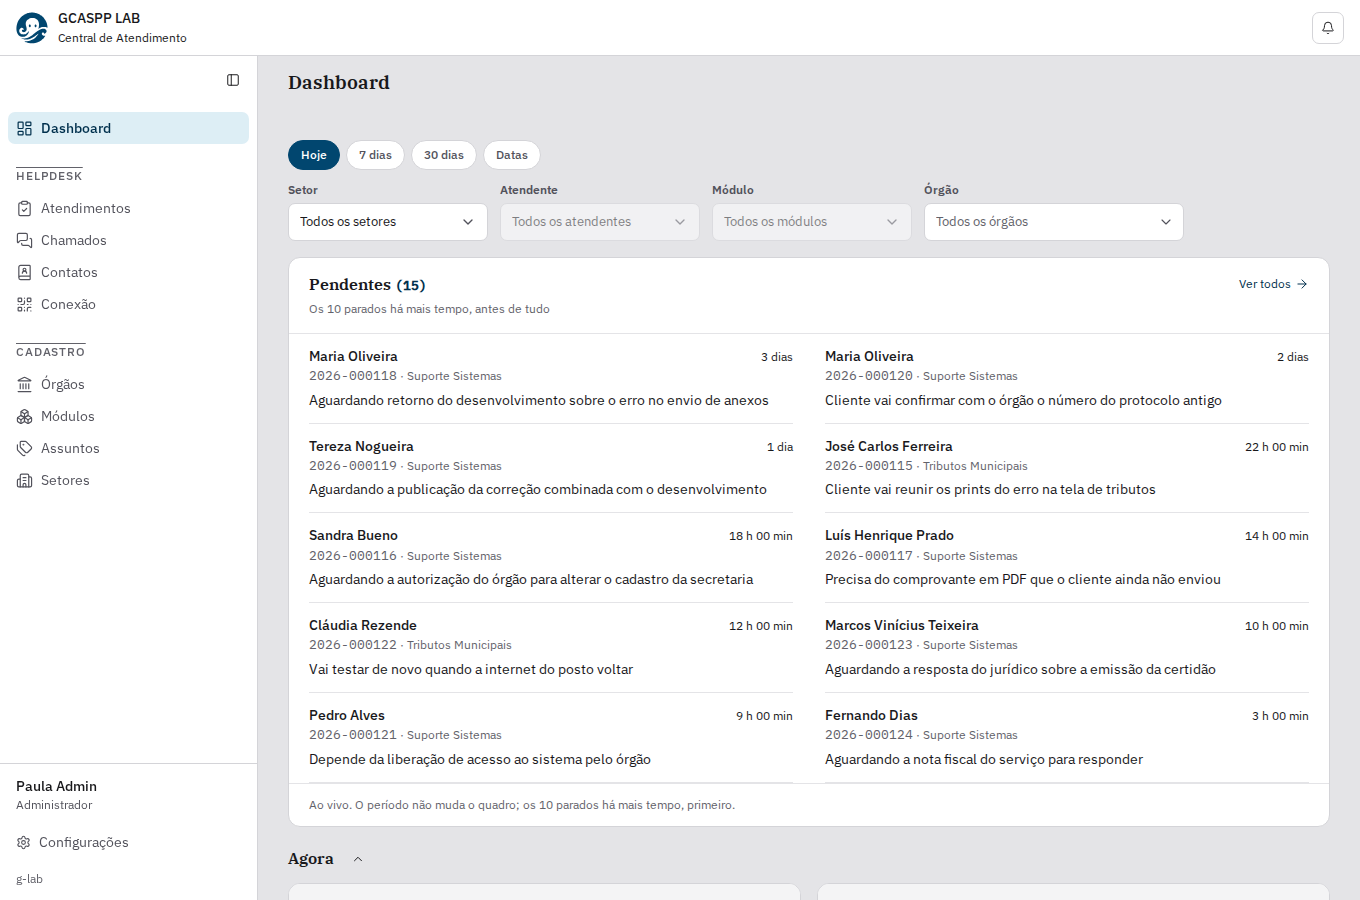 GCASPP LAB
Central de Atendimento
Dashboard
HELPDESK
Atendimentos
Chamados
Contatos
Conexão
CADASTRO
Órgãos
Módulos
Assuntos
Setores
Paula Admin
Administrador
Configurações
g-lab
Dashboard
Hoje
7 dias
30 dias
Datas
Setor
Todos os setores
Atendente
Todos os atendentes
Módulo
Todos os módulos
Órgão
Todos os órgãos
Pendentes (15)
Ver todos
Os 10 parados há mais tempo, antes de tudo
Maria Oliveira
3 dias
2026-000118 · Suporte Sistemas
Aguardando retorno do desenvolvimento sobre o erro no envio de anexos
Maria Oliveira
2 dias
2026-000120 · Suporte Sistemas
Cliente vai confirmar com o órgão o número do protocolo antigo
Tereza Nogueira
1 dia
2026-000119 · Suporte Sistemas
Aguardando a publicação da correção combinada com o desenvolvimento
José Carlos Ferreira
22 h 00 min
2026-000115 · Tributos Municipais
Cliente vai reunir os prints do erro na tela de tributos
Sandra Bueno
18 h 00 min
2026-000116 · Suporte Sistemas
Aguardando a autorização do órgão para alterar o cadastro da secretaria
Luís Henrique Prado
14 h 00 min
2026-000117 · Suporte Sistemas
Precisa do comprovante em PDF que o cliente ainda não enviou
Cláudia Rezende
12 h 00 min
2026-000122 · Tributos Municipais
Vai testar de novo quando a internet do posto voltar
Marcos Vinícius Teixeira
10 h 00 min
2026-000123 · Suporte Sistemas
Aguardando a resposta do jurídico sobre a emissão da certidão
Pedro Alves
9 h 00 min
2026-000121 · Suporte Sistemas
Depende da liberação de acesso ao sistema pelo órgão
Fernando Dias
3 h 00 min
2026-000124 · Suporte Sistemas
Aguardando a nota fiscal do serviço para responder
Ao vivo. O período não muda o quadro; os 10 parados há mais tempo, primeiro.
Agora